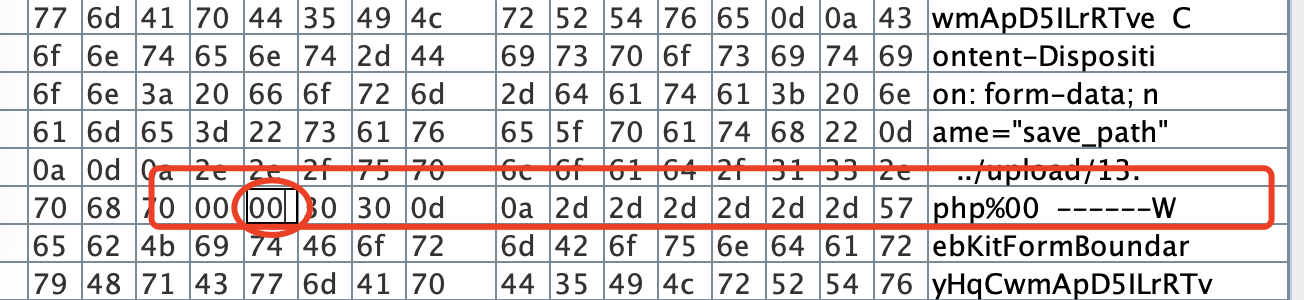 77 6d 41 70 44 35 49 4c 72 52 54 76 65 0d 0a 43 wmApD5ILrRTve C
6f 6e 74 65 6e 74 2d 44 69 73 70 6f 73 69 74 69 ontent-Dispositi
6f 6e 3a 20 66 6f 72 6d 2d 64 61 74 61 3b 20 6e on: form-data; n
61 6d 65 3d 22 73 61 76 65 5f 70 61 74 68 22 0d ame="save_path"
0a 0d 0a 2e 2e 2f 75 70 6c 6f 61 64 2f 31 33 2e ../upload/13.
70 68 70 00 00 30 30 0d 0a 2d 2d 2d 2d 2d 2d 57 php%00 ------W
65 62 4b 69 74 46 6f 72 6d 42 6f 75 6e 64 61 72 ebKitFormBoundar
79 48 71 43 77 6d 41 70 44 35 49 4c 72 52 54 76 yHqCwmApD5ILrRTv